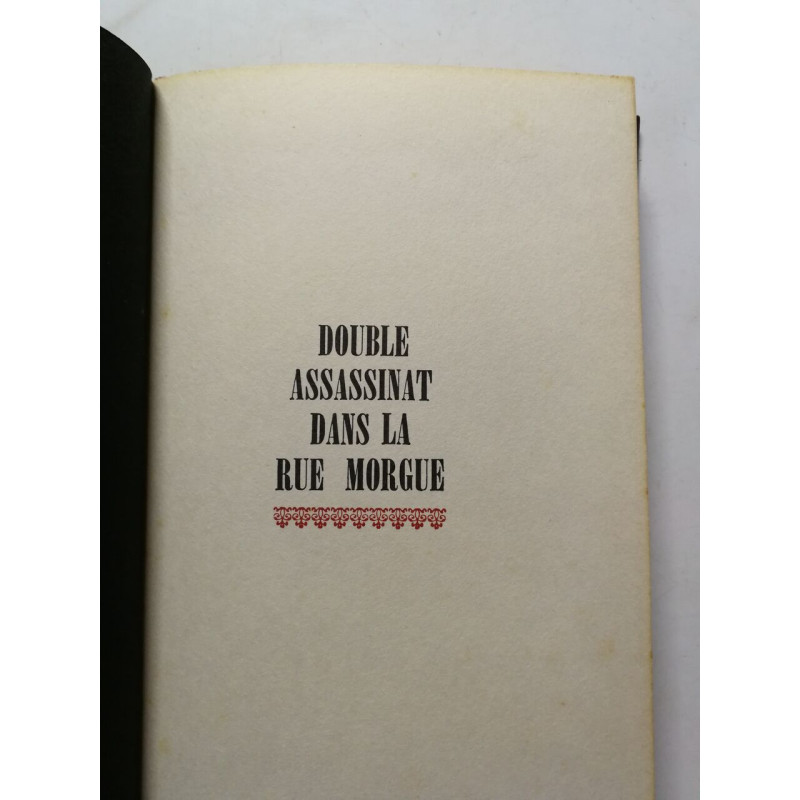 DOUBLE
ASSASSINAT
DANS LA
RUE MORGUE